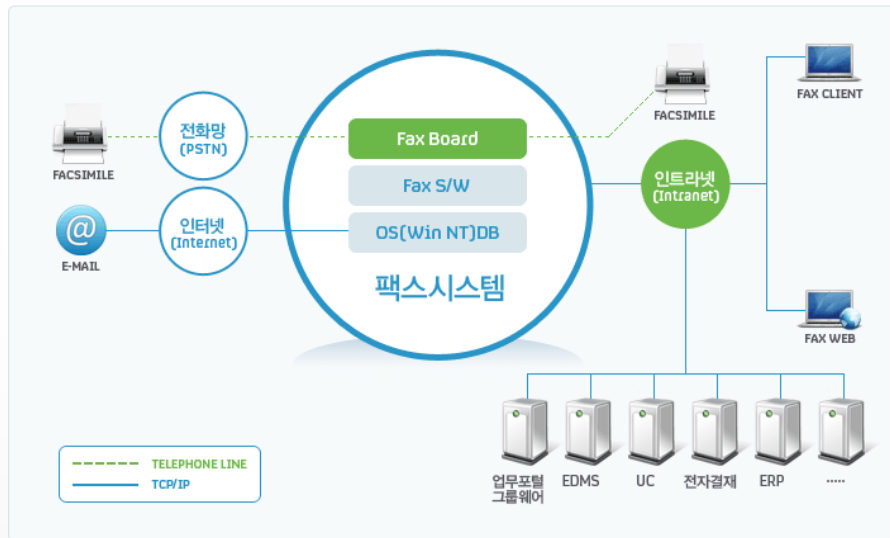 FACSIMILE
전화망
(PSTN)
E-MAIL
@
인터넷
(Internet)
Fax Board
Fax S/W
OS(Win NT)DB
팩스시스템
FACSIMILE
인트라넷
(Intranet)
FAX CLIENT
FAX WEB
업무포털
그룹웨어
EDMS
UC
전자결재
ERP
.....
TELEPHONE LINE
TCP/IP